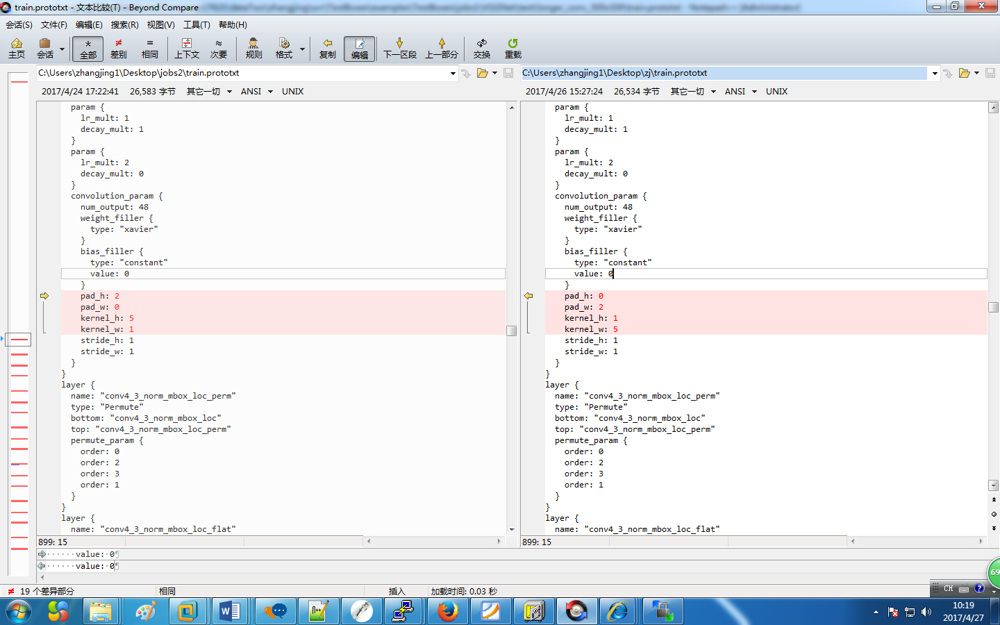 train.prototxt - 文本比较(T) - Beyond Compare
会话(S) 文件(F) 编辑(E) 搜索(R) 视图(V) 工具(T) 帮助(H)
主页 会话 全部 差别 相同 上下文 次要 规则 格式 复制 编辑 下一区段 上一部分 交换 重载
C:\Users\zhangjing1\Desktop\jobs2\train.prototxt
2017/4/24 17:22:41 26,583 字节 其它一切 ANSI UNIX
param {
lr_mult: 1
decay_mult: 1
}
param {
lr_mult: 2
decay_mult: 0
}
convolution_param {
num_output: 48
weight_filler {
type: "xavier"
}
bias_filler {
type: "constant"
value: 0
}
pad_h: 2
pad_w: 0
kernel_h: 5
kernel_w: 1
stride_h: 1
stride_w: 1
}
}
layer {
name: "conv4_3_norm_mbox_loc_perm"
type: "Permute"
bottom: "conv4_3_norm_mbox_loc"
top: "conv4_3_norm_mbox_loc_perm"
permute_param {
order: 0
order: 2
order: 3
order: 1
}
}
layer {
name: "conv4_3_norm_mbox_loc_flat"
899: 15
C:\Users\zhangjing1\Desktop\zj\train.prototxt
2017/4/26 15:27:24 26,534 字节 其它一切 ANSI UNIX
param {
lr_mult: 1
decay_mult: 1
}
param {
lr_mult: 2
decay_mult: 0
}
convolution_param {
num_output: 48
weight_filler {
type: "xavier"
}
bias_filler {
type: "constant"
value: 0
}
pad_h: 0
pad_w: 2
kernel_h: 1
kernel_w: 5
stride_h: 1
stride_w: 1
}
}
layer {
name: "conv4_3_norm_mbox_loc_perm"
type: "Permute"
bottom: "conv4_3_norm_mbox_loc"
top: "conv4_3_norm_mbox_loc_perm"
permute_param {
order: 0
order: 2
order: 3
order: 1
}
}
layer {
name: "conv4_3_norm_mbox_loc_flat"
899: 15
······value:·0¶
······value:·0¶
69
19 个差异部分 相同 插入 加载时间: 0.03 秒
CH
10:19
2017/4/27